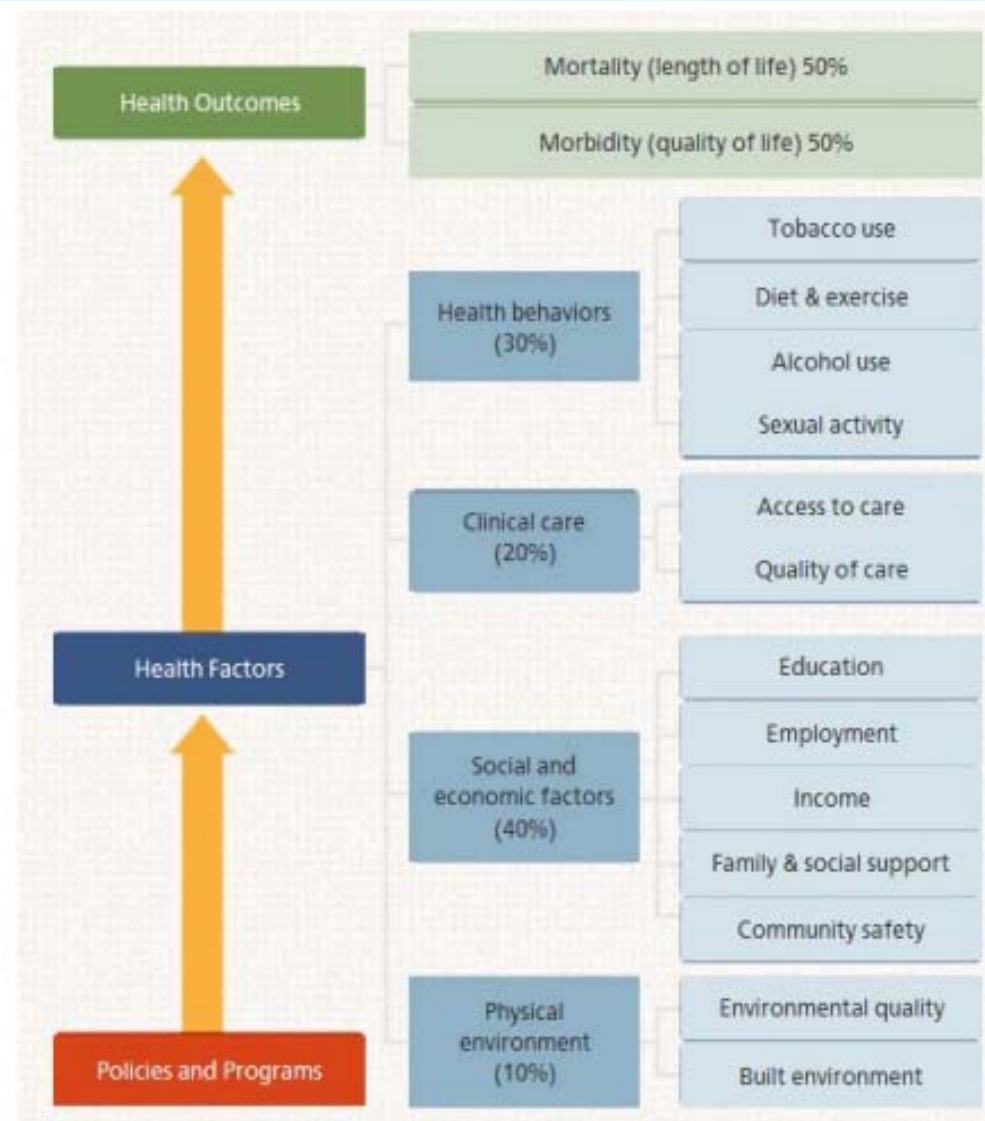 Health Outcomes
Mortality (length of life) 50%
Morbidity (quality of life) 50%
Health Factors
Health behaviors
(30%)
Tobacco use
Diet & exercise
Alcohol use
Sexual activity
Clinical care
(20%)
Access to care
Quality of care
Social and
economic factors
(40%)
Education
Employment
Income
Family & social support
Community safety
Physical
environment
(10%)
Environmental quality
Built environment
Policies and Programs